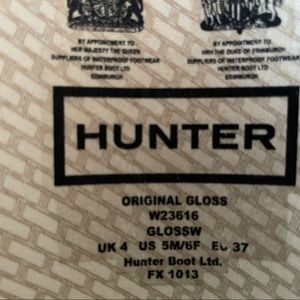 BY APPOINTMENT TO
HER MAJESTY THE QUEEN
SUPPLIERS OF WATERPROOF FOOTWEAR
HUNTER BOOT LTD
EDINBURGH
BY APPOINTMENT TO
HRH THE DUKE OF EDINBURGH
SUPPLIERS OF WATERPROOF FOOTWEAR
HUNTER BOOT LTD
EDINBURGH
HUNTER
ORIGINAL GLOSS
W23616
GLOSSW
UK 4 US 5M/6F EU 37
Hunter Boot Ltd.
FX 1013